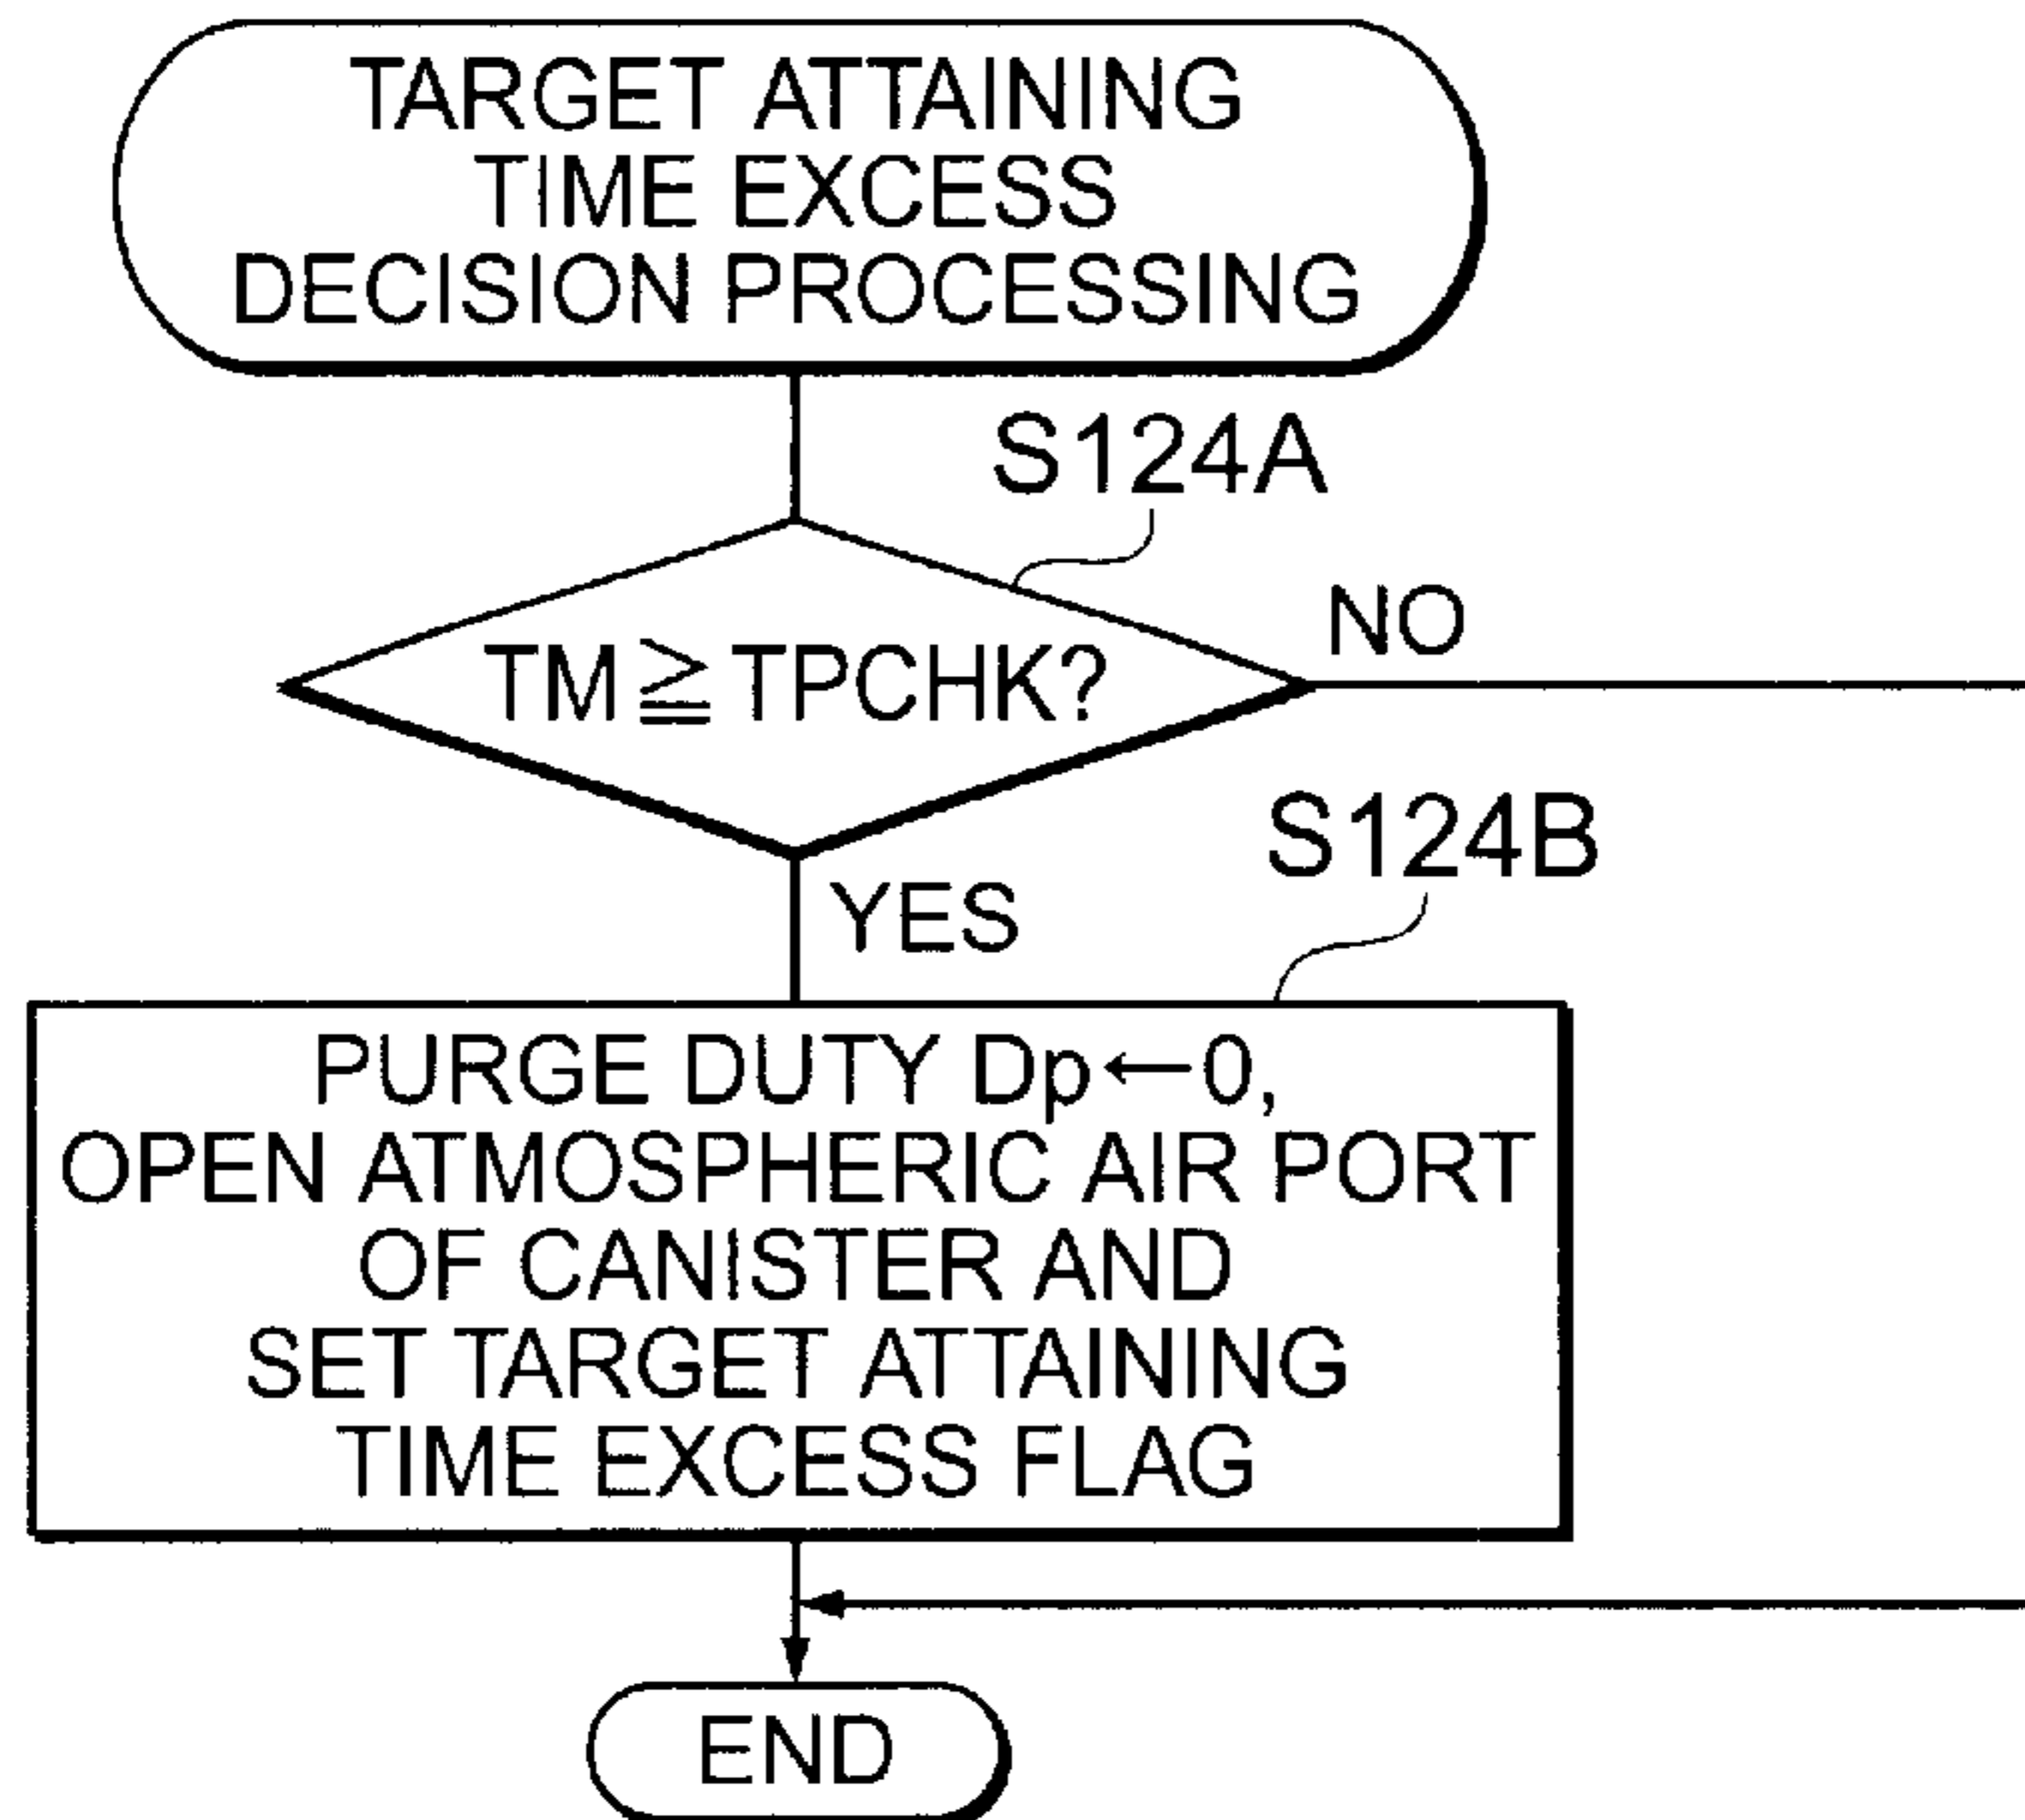 TARGET ATTAINING
TIME EXCESS
DECISION PROCESSING
S124A
TM≧TPCHK?
NO
YES
S124B
PURGE DUTY Dp←0,
OPEN ATMOSPHERIC AIR PORT
OF CANISTER AND
SET TARGET ATTAINING
TIME EXCESS FLAG
END